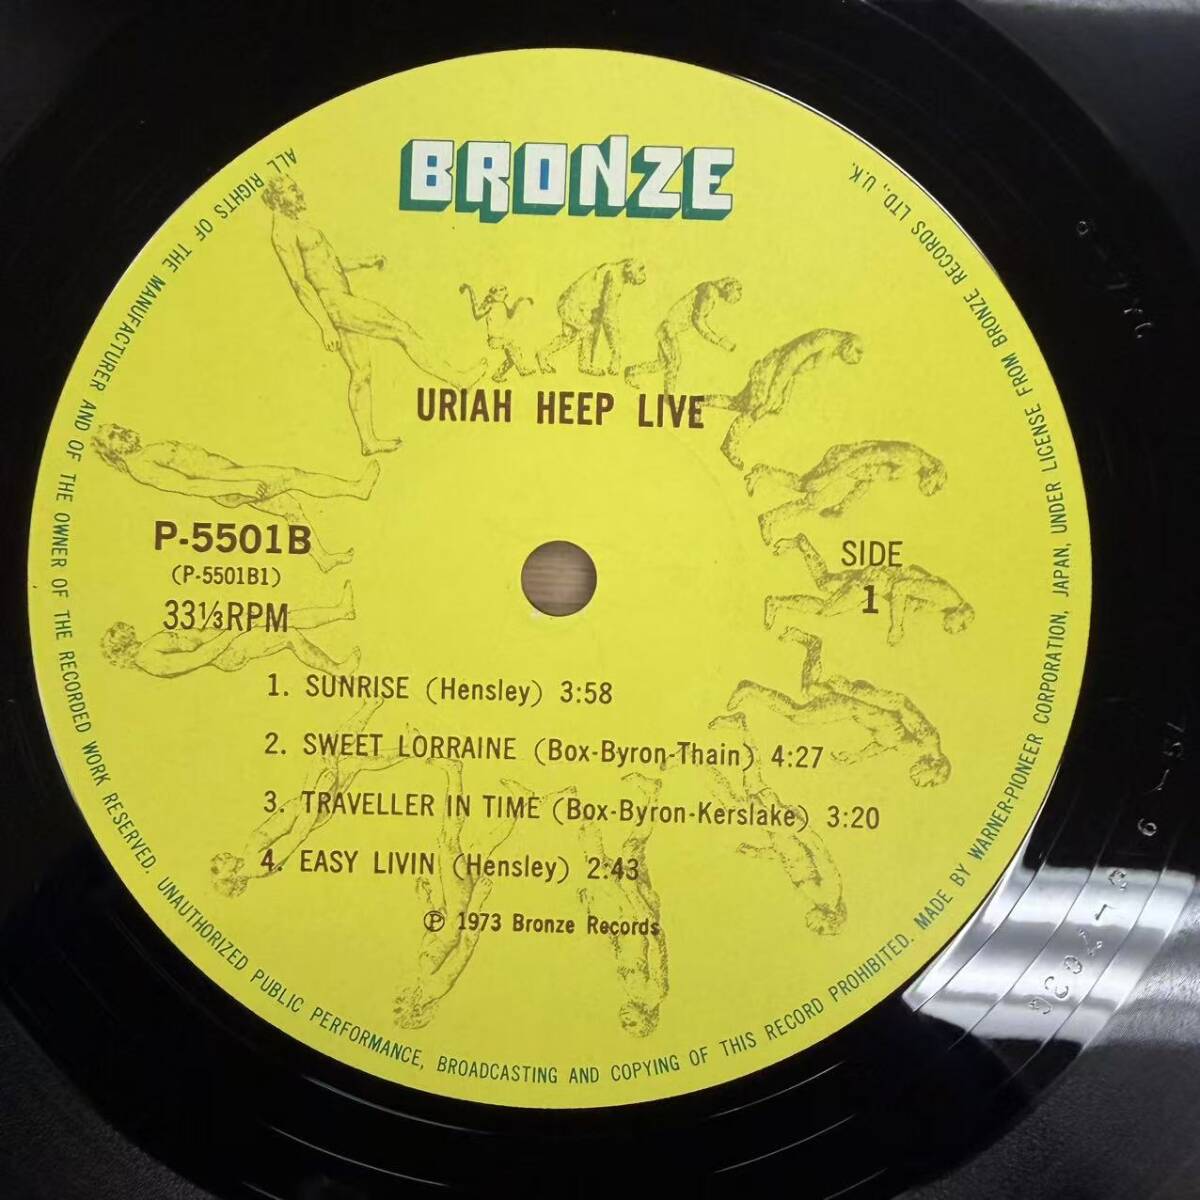 BRONZE
URIAH HEEP LIVE
P-5501B
(P-5501B1)
33⅓RPM
SIDE
1
1. SUNRISE (Hensley) 3:58
2. SWEET LORRAINE (Box-Byron-Thain) 4:27
3. TRAVELLER IN TIME (Box-Byron-Kerslake) 3:20
4. EASY LIVIN (Hensley) 2:43
Ⓟ 1973 Bronze Records
ALL RIGHTS OF THE MANUFACTURER AND OF THE OWNER OF THE RECORDED WORK RESERVED. UNAUTHORIZED PUBLIC PERFORMANCE, BROADCASTING AND COPYING OF THIS RECORD PROHIBITED. MADE BY WARNER-PIONEER CORPORATION, JAPAN, UNDER LICENSE FROM BRONZE RECORDS LTD., U.K.